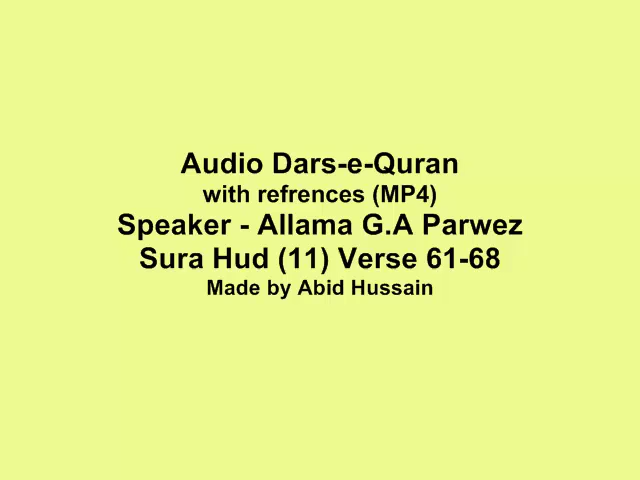 Audio Dars-e-Quran
with refrences (MP4)
Speaker - Allama G.A Parwez
Sura Hud (11) Verse 61-68
Made by Abid Hussain